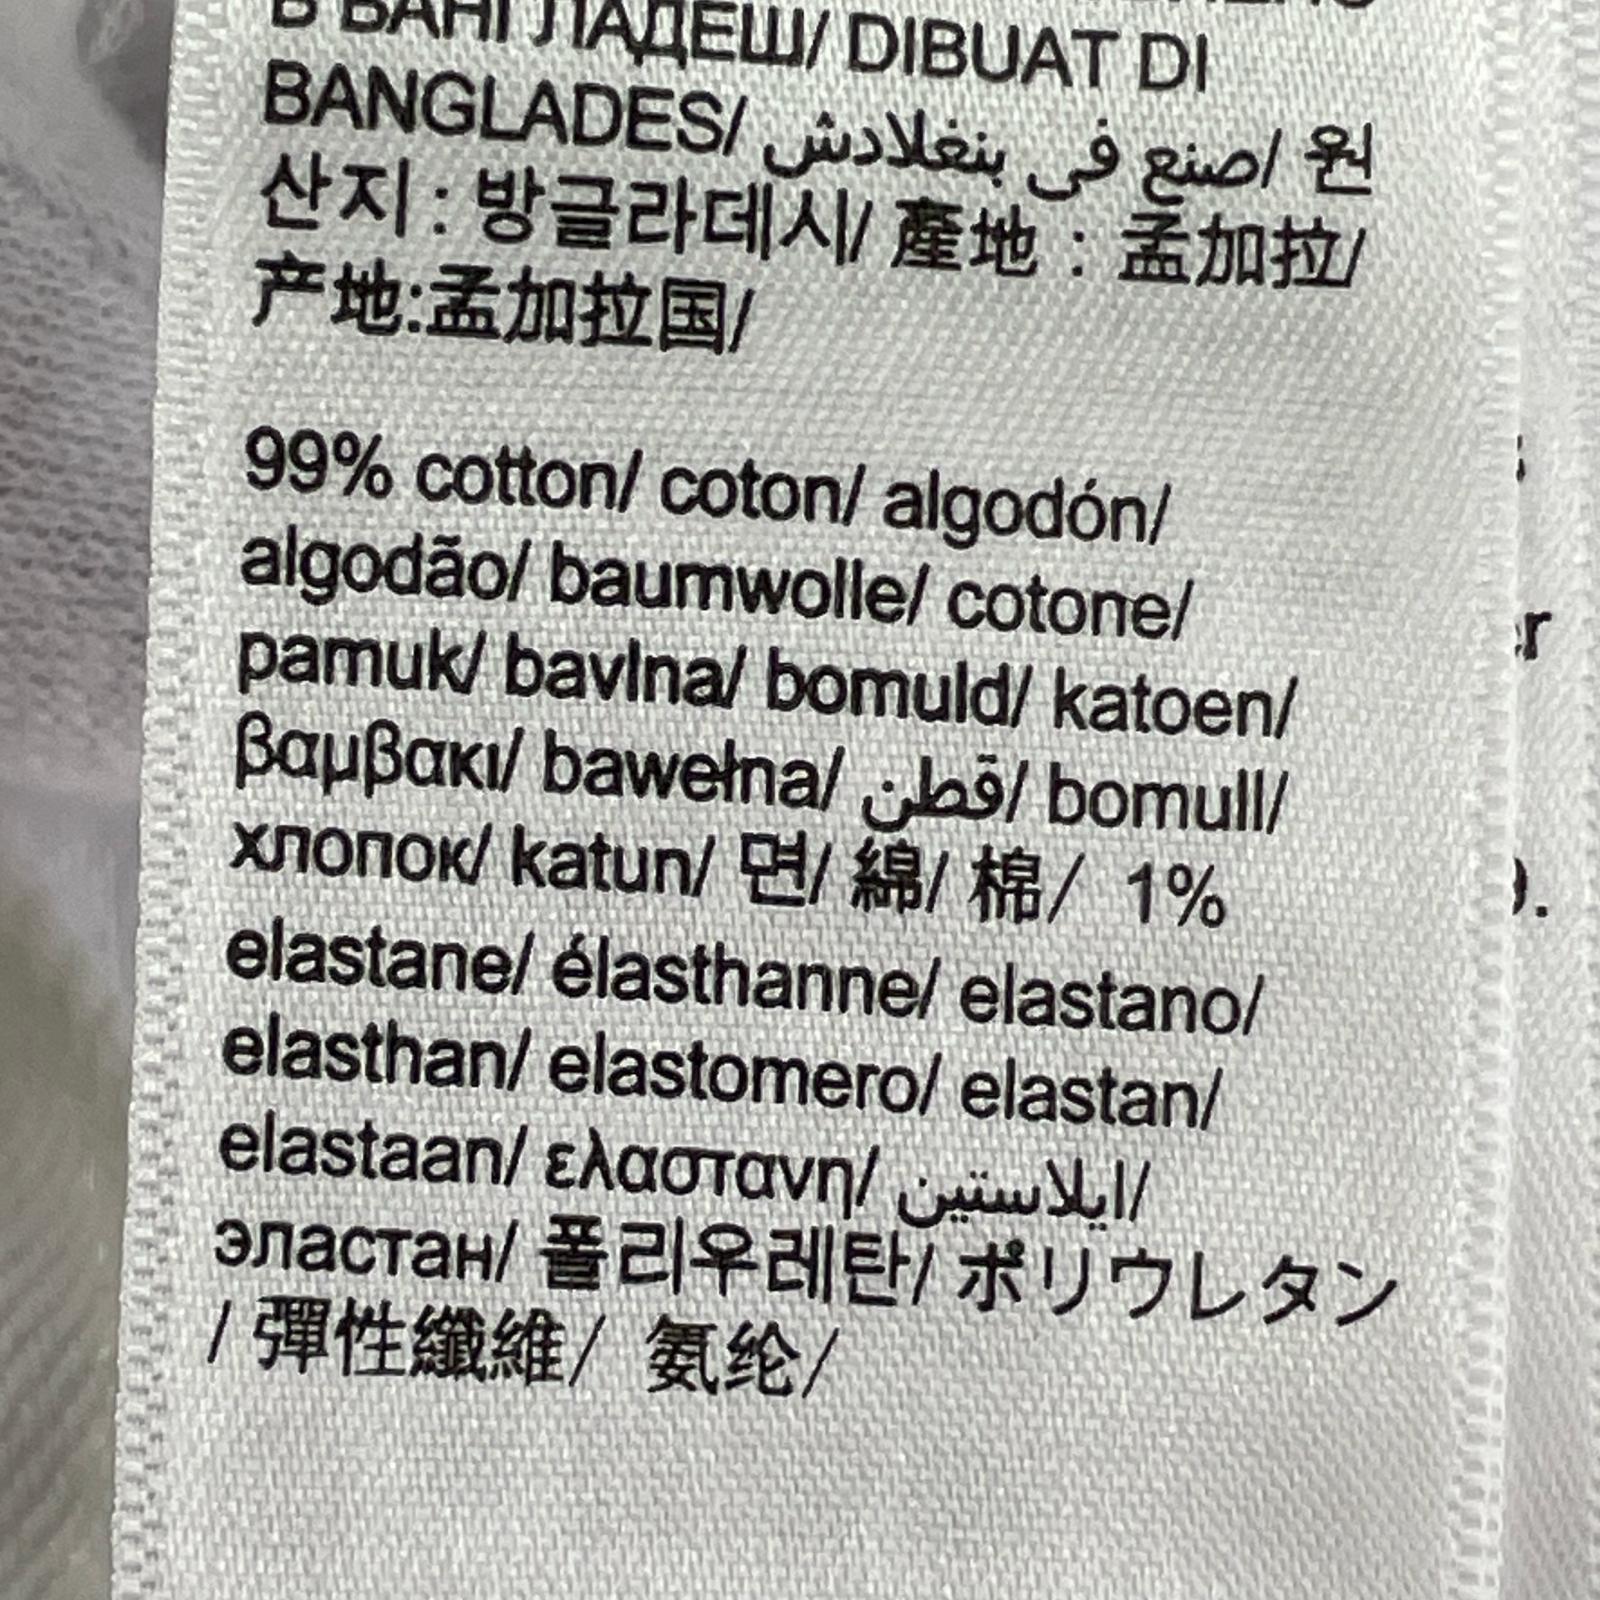 В БАНГЛАДЕШ/ DIBUAT DI
BANGLADES/ صنع في بنغلادش/ 원
산지 : 방글라데시/ 產地 : 孟加拉/
产地:孟加拉国/
99% cotton/ coton/ algodón/
algodão/ baumwolle/ cotone/
pamuk/ bavlna/ bomuld/ katoen/
βαμβακι/ bawełna/ قطن/ bomull/
хлопок/ katun/ 면/ 綿/ 棉/ 1%
elastane/ élasthanne/ elastano/
elasthan/ elastomero/ elastan/
elastaan/ ελαστανη/ ايلاستين/
эластан/ 폴리우레탄/ ポリウレタン
/ 彈性纖維/ 氨纶/